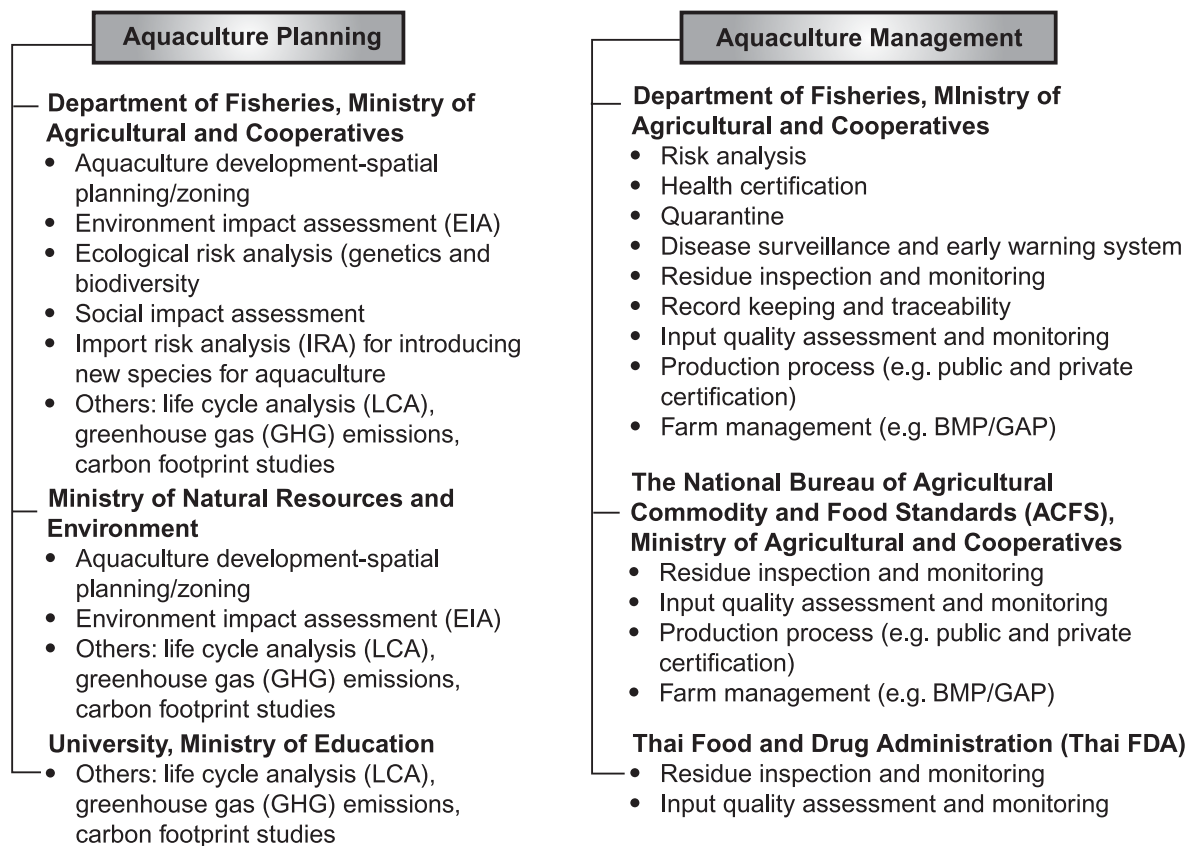 Aquaculture Planning
Department of Fisheries, Ministry of
Agricultural and Cooperatives
• Aquaculture development-spatial
planning/zoning
• Environment impact assessment (EIA)
• Ecological risk analysis (genetics and
biodiversity
• Social impact assessment
• Import risk analysis (IRA) for introducing
new species for aquaculture
• Others: life cycle analysis (LCA),
greenhouse gas (GHG) emissions,
carbon footprint studies
Ministry of Natural Resources and
Environment
• Aquaculture development-spatial
planning/zoning
• Environment impact assessment (EIA)
• Others: life cycle analysis (LCA),
greenhouse gas (GHG) emissions,
carbon footprint studies
University, Ministry of Education
• Others: life cycle analysis (LCA),
greenhouse gas (GHG) emissions,
carbon footprint studies
Aquaculture Management
Department of Fisheries, MInistry of
Agricultural and Cooperatives
• Risk analysis
• Health certification
• Quarantine
• Disease surveillance and early warning system
• Residue inspection and monitoring
• Record keeping and traceability
• Input quality assessment and monitoring
• Production process (e.g. public and private
certification)
• Farm management (e.g. BMP/GAP)
The National Bureau of Agricultural
Commodity and Food Standards (ACFS),
Ministry of Agricultural and Cooperatives
• Residue inspection and monitoring
• Input quality assessment and monitoring
• Production process (e.g. public and private
certification)
• Farm management (e.g. BMP/GAP)
Thai Food and Drug Administration (Thai FDA)
• Residue inspection and monitoring
• Input quality assessment and monitoring